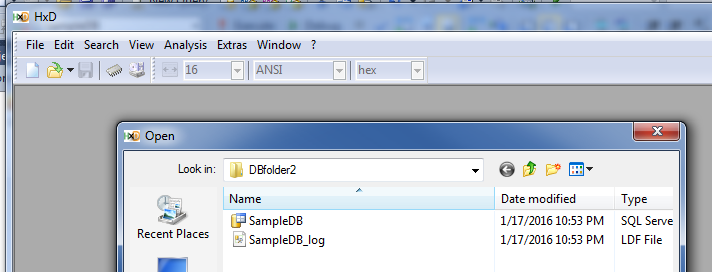 HxD
File Edit Search View Analysis Extras Window ?
16 ANSI hex
Open
Look in: DBfolder2
Name Date modified Type
SampleDB 1/17/2016 10:53 PM SQL Serve
SampleDB_log 1/17/2016 10:53 PM LDF File
Recent Places